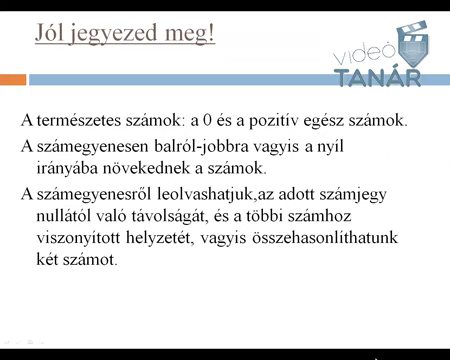 Jól jegyezed meg!
videó
TANÁR
A természetes számok: a 0 és a pozitív egész számok.
A számegyenesen balról-jobbra vagyis a nyíl
irányába növekednek a számok.
A számegyenesről leolvashatjuk,az adott számjegy
nullától való távolságát, és a többi számhoz
viszonyított helyzetét, vagyis összehasonlíthatunk
két számot.